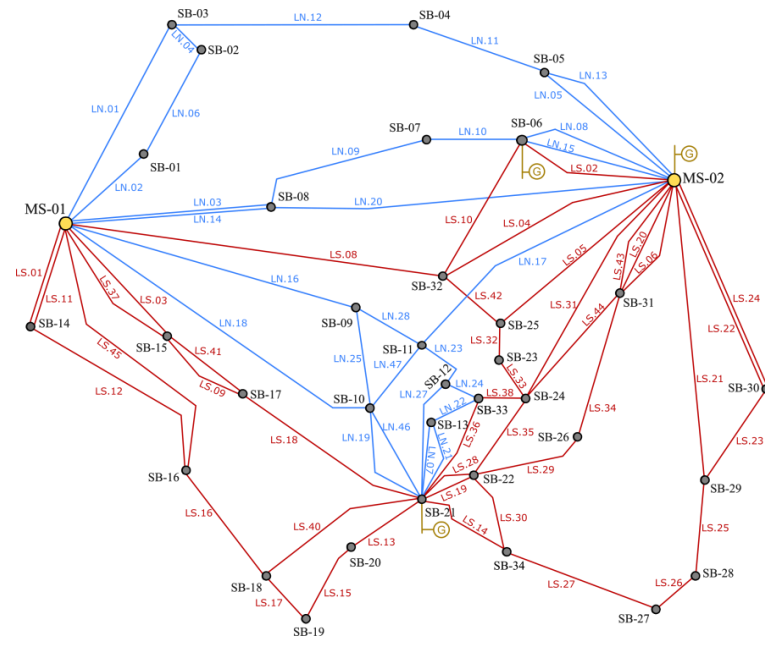 SB-03
LN.12
SB-04
LN.04
SB-02
LN.11
SB-05
LN.13
LN.05
LN.01
LN.06
SB-07
LN.10
SB-06
LN.08
LN.15
G
G
LS.02
MS-02
SB-01
LN.02
LN.09
LN.03
LN.14
SB-08
LN.20
MS-01
LS.10
LS.04
LS.08
LN.17
LS.05
LS.43
LS.20
LS.06
LS.01
LS.11
LS.37
LS.03
LN.16
SB-32
LS.42
LS.31
LS.44
SB-31
LS.24
LS.22
SB-14
LS.45
SB-15
LS.41
LS.09
LN.18
SB-09
LN.28
LN.25
LN.47
SB-11
LN.23
SB-25
LS.32
SB-23
LS.33
LS.12
SB-17
SB-12
LN.24
LN.27
LN.22
SB-33
LS.38
SB-24
LS.21
SB-30
SB-10
LN.19
LN.46
SB-13
LN.21
LN.07
LS.36
LS.35
LS.34
SB-26
LS.23
LS.18
LS.28
LS.29
SB-16
LS.19
SB-22
SB-29
LS.16
LS.40
SB-21
G
LS.14
LS.30
LS.25
LS.13
SB-20
SB-34
LS.27
SB-18
LS.17
LS.15
SB-19
LS.26
SB-28
SB-27